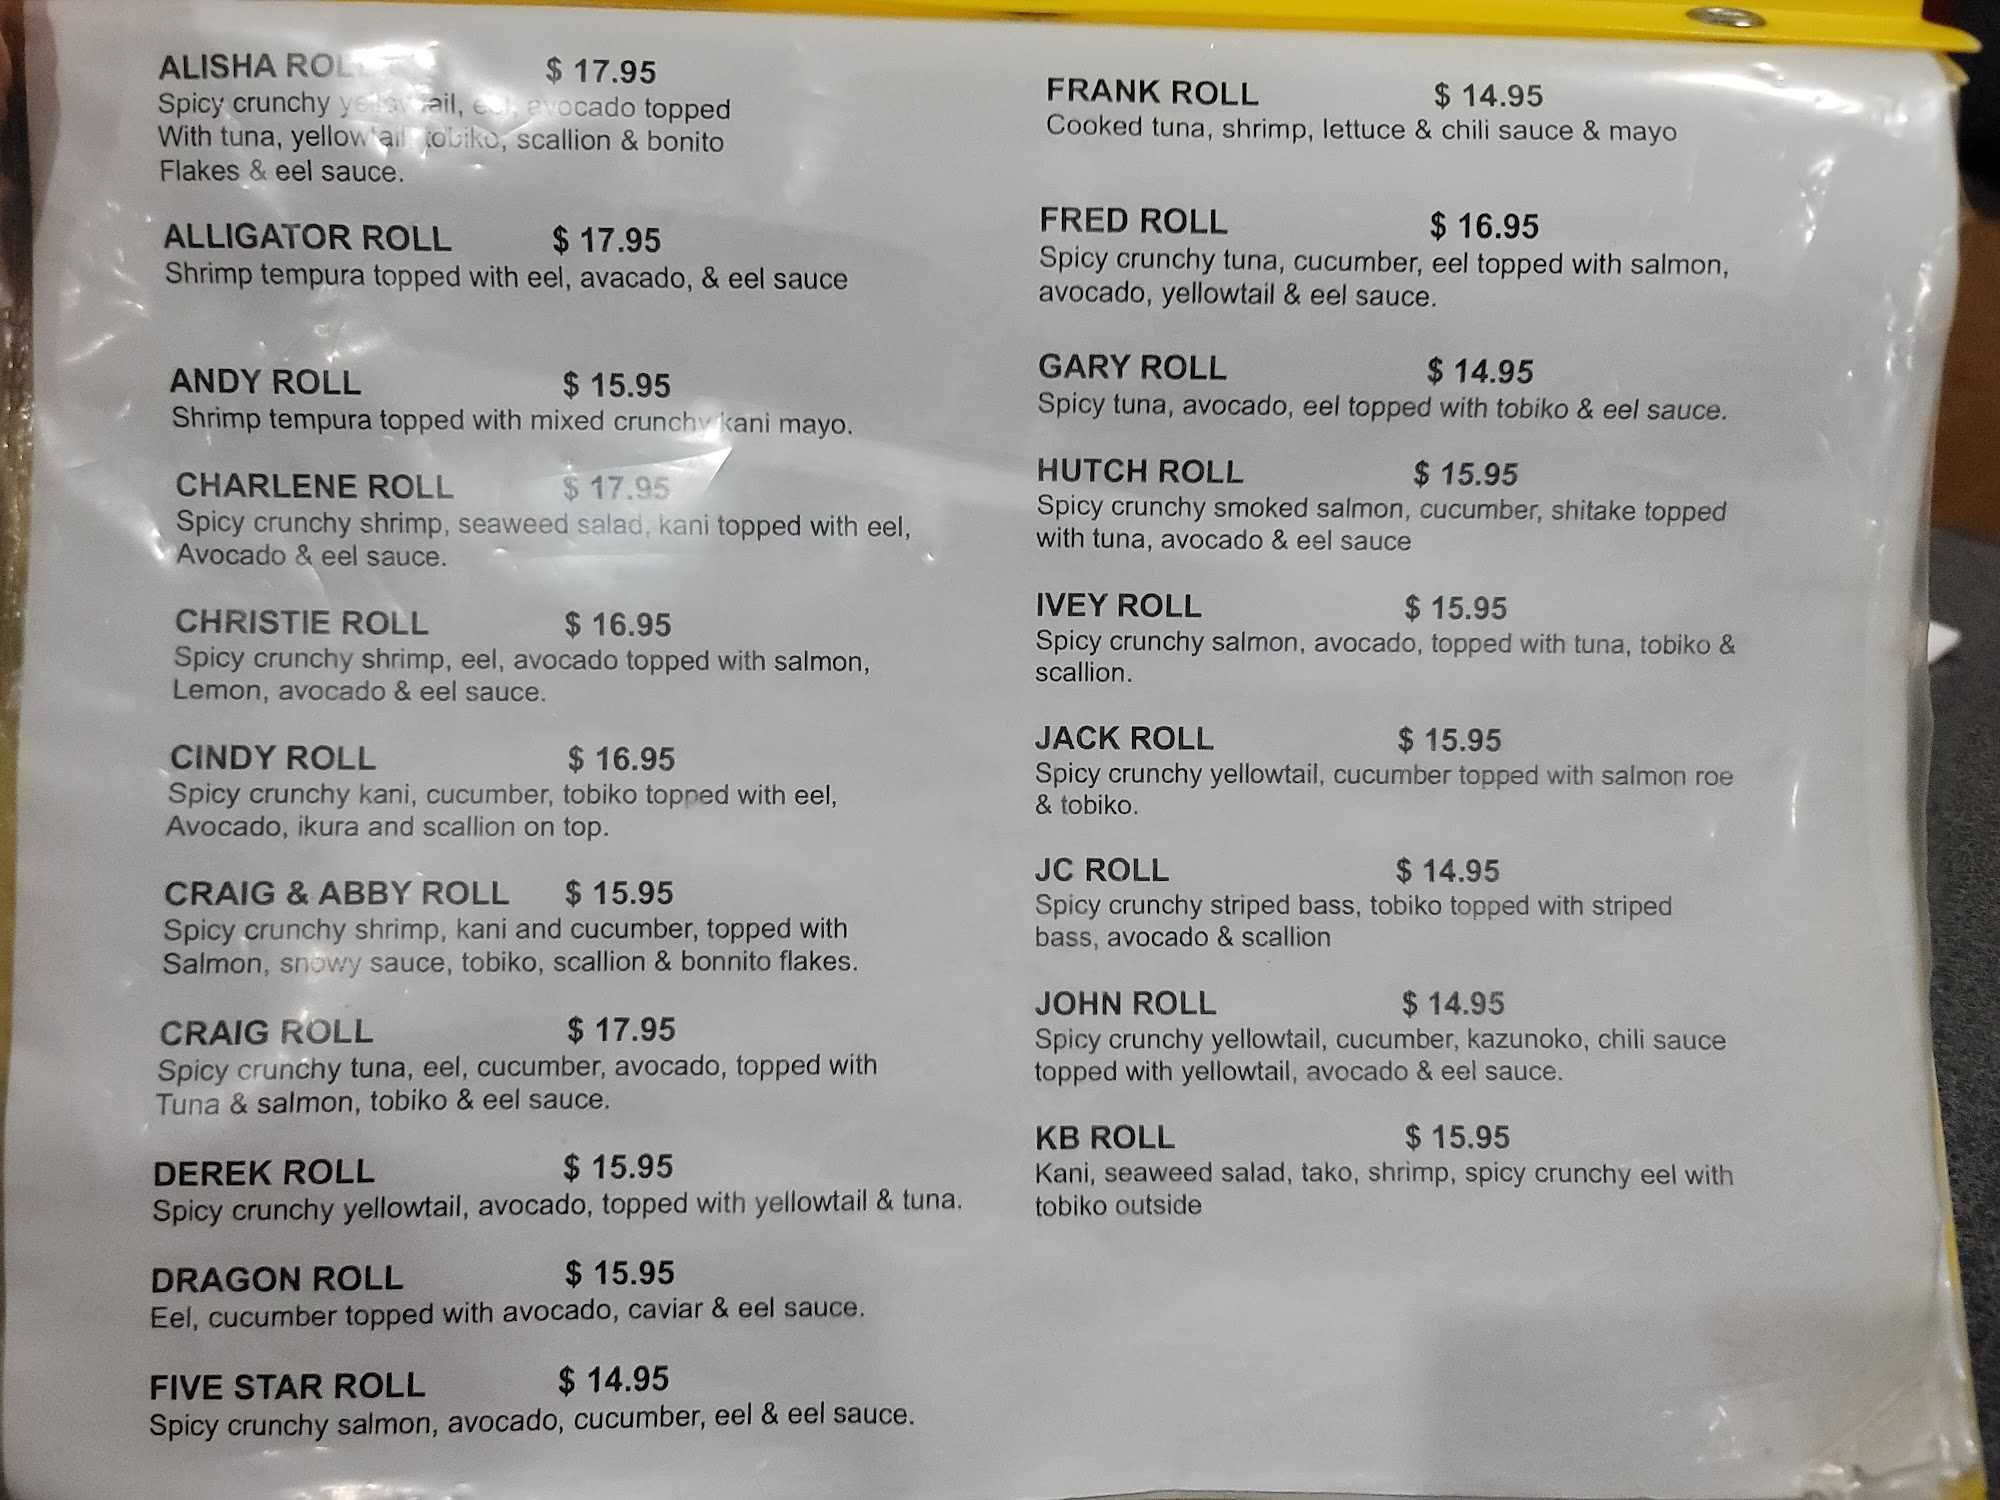 ALISHA ROLL $ 17.95
Spicy crunchy yellowtail, eel, avocado topped
With tuna, yellowtail, tobiko, scallion & bonito
Flakes & eel sauce.
ALLIGATOR ROLL $ 17.95
Shrimp tempura topped with eel, avacado, & eel sauce
ANDY ROLL $ 15.95
Shrimp tempura topped with mixed crunchy kani mayo.
CHARLENE ROLL $ 17.95
Spicy crunchy shrimp, seaweed salad, kani topped with eel,
Avocado & eel sauce.
CHRISTIE ROLL $ 16.95
Spicy crunchy shrimp, eel, avocado topped with salmon,
Lemon, avocado & eel sauce.
CINDY ROLL $ 16.95
Spicy crunchy kani, cucumber, tobiko topped with eel,
Avocado, ikura and scallion on top.
CRAIG & ABBY ROLL $ 15.95
Spicy crunchy shrimp, kani and cucumber, topped with
Salmon, snowy sauce, tobiko, scallion & bonnito flakes.
CRAIG ROLL $ 17.95
Spicy crunchy tuna, eel, cucumber, avocado, topped with
Tuna & salmon, tobiko & eel sauce.
DEREK ROLL $ 15.95
Spicy crunchy yellowtail, avocado, topped with yellowtail & tuna.
DRAGON ROLL $ 15.95
Eel, cucumber topped with avocado, caviar & eel sauce.
FIVE STAR ROLL $ 14.95
Spicy crunchy salmon, avocado, cucumber, eel & eel sauce.
FRANK ROLL $ 14.95
Cooked tuna, shrimp, lettuce & chili sauce & mayo
FRED ROLL $ 16.95
Spicy crunchy tuna, cucumber, eel topped with salmon,
avocado, yellowtail & eel sauce.
GARY ROLL $ 14.95
Spicy tuna, avocado, eel topped with tobiko & eel sauce.
HUTCH ROLL $ 15.95
Spicy crunchy smoked salmon, cucumber, shitake topped
with tuna, avocado & eel sauce
IVEY ROLL $ 15.95
Spicy crunchy salmon, avocado, topped with tuna, tobiko &
scallion.
JACK ROLL $ 15.95
Spicy crunchy yellowtail, cucumber topped with salmon roe
& tobiko.
JC ROLL $ 14.95
Spicy crunchy striped bass, tobiko topped with striped
bass, avocado & scallion
JOHN ROLL $ 14.95
Spicy crunchy yellowtail, cucumber, kazunoko, chili sauce
topped with yellowtail, avocado & eel sauce.
KB ROLL $ 15.95
Kani, seaweed salad, tako, shrimp, spicy crunchy eel with
tobiko outside